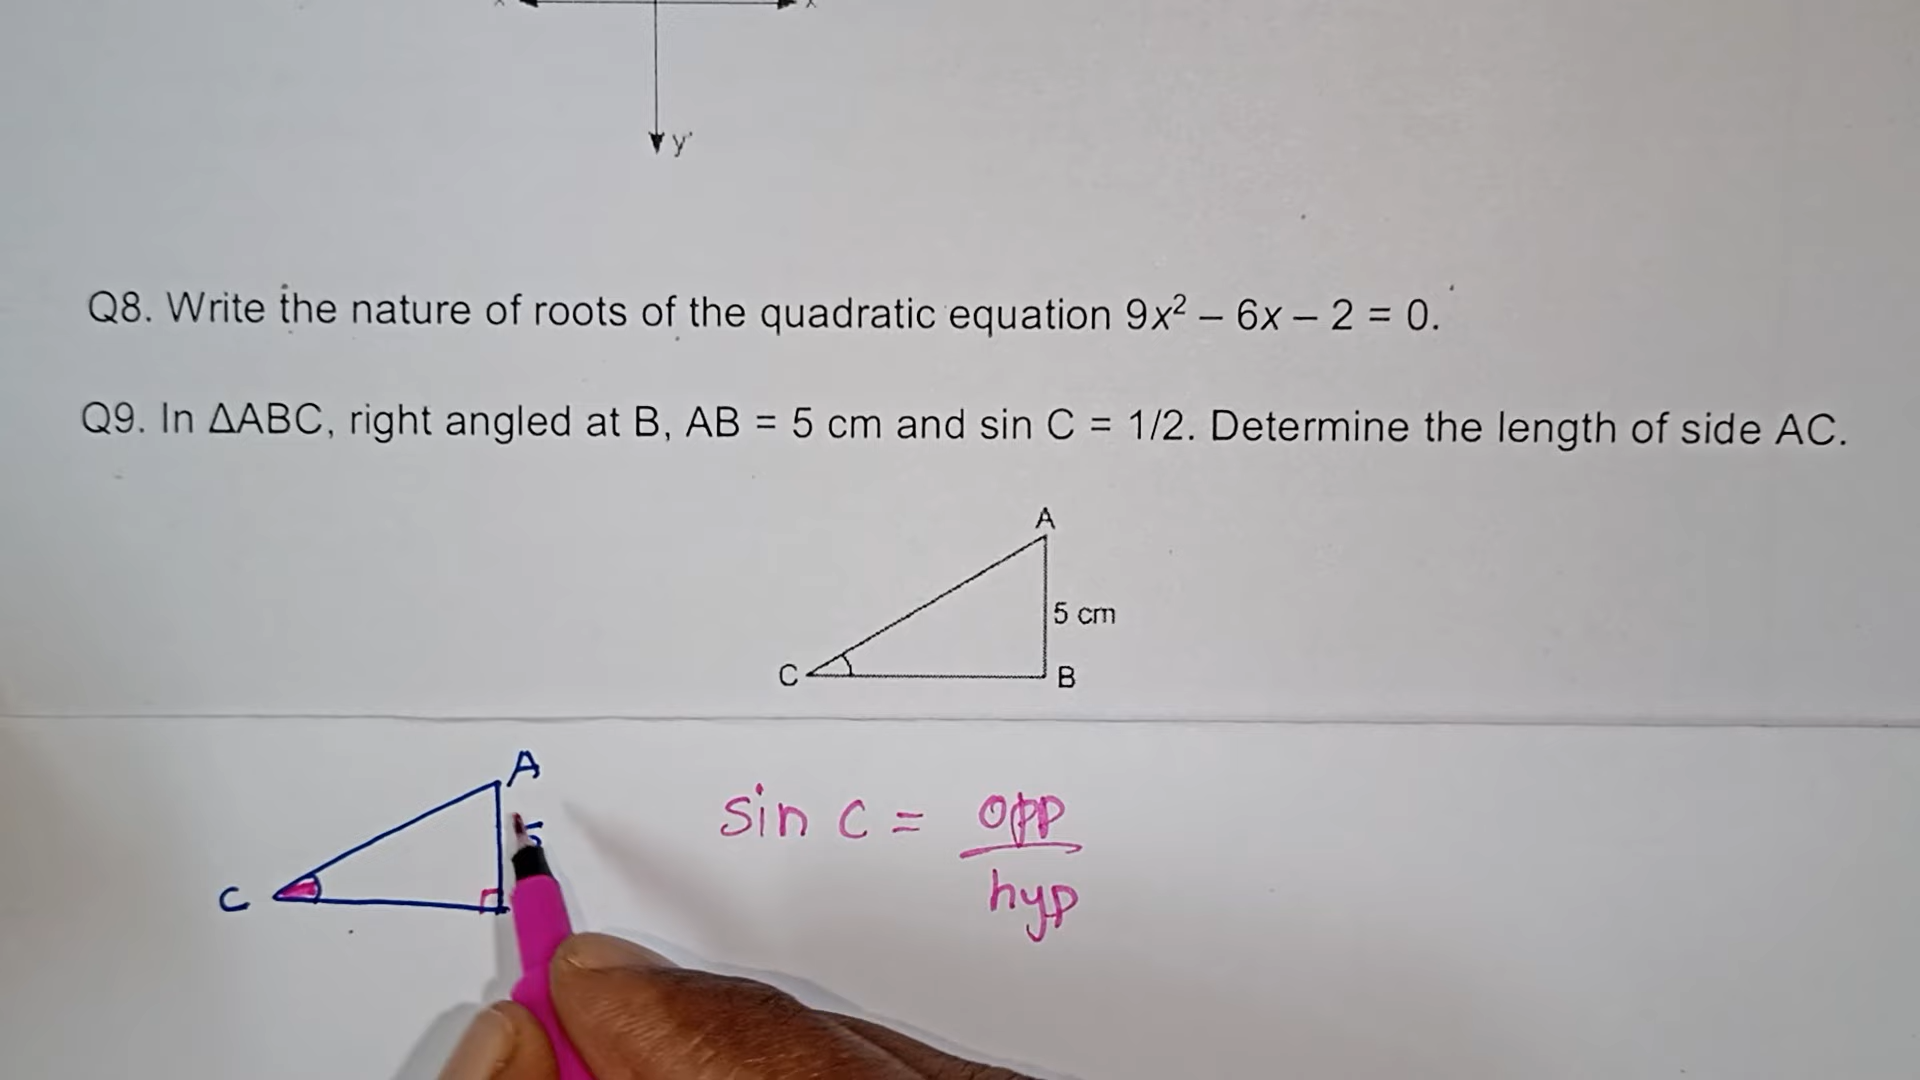 x' x
y'
Q8. Write the nature of roots of the quadratic equation 9x² – 6x – 2 = 0.
Q9. In ΔABC, right angled at B, AB = 5 cm and sin C = 1/2. Determine the length of side AC.
A
5 cm
C B
A
sin C = opp
hyp
5
C